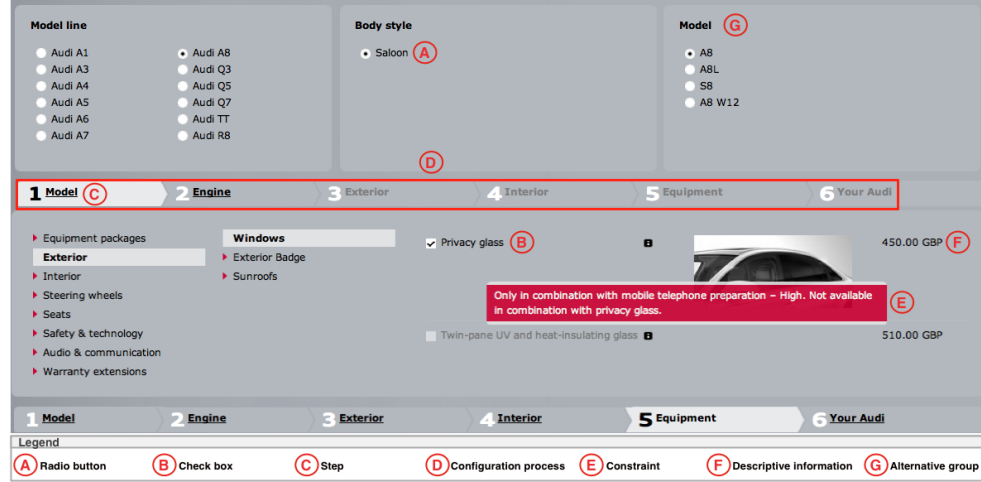 Model line
Audi A1
Audi A3
Audi A4
Audi A5
Audi A6
Audi A7
Audi A8
Audi Q3
Audi Q5
Audi Q7
Audi TT
Audi R8
Body style
Saloon A
Model G
A8
A8L
S8
A8 W12
D
1 Model C 2 Engine 3 Exterior 4 Interior 5 Equipment 6 Your Audi
Equipment packages
Exterior
Interior
Steering wheels
Seats
Safety & technology
Audio & communication
Warranty extensions
Windows
Exterior Badge
Sunroofs
Privacy glass B i 450.00 GBP F
Only in combination with mobile telephone preparation – High. Not available
in combination with privacy glass.
E
Twin-pane UV and heat-insulating glass i 510.00 GBP
1 Model 2 Engine 3 Exterior 4 Interior 5 Equipment 6 Your Audi
Legend
A Radio button B Check box C Step D Configuration process E Constraint F Descriptive information G Alternative group